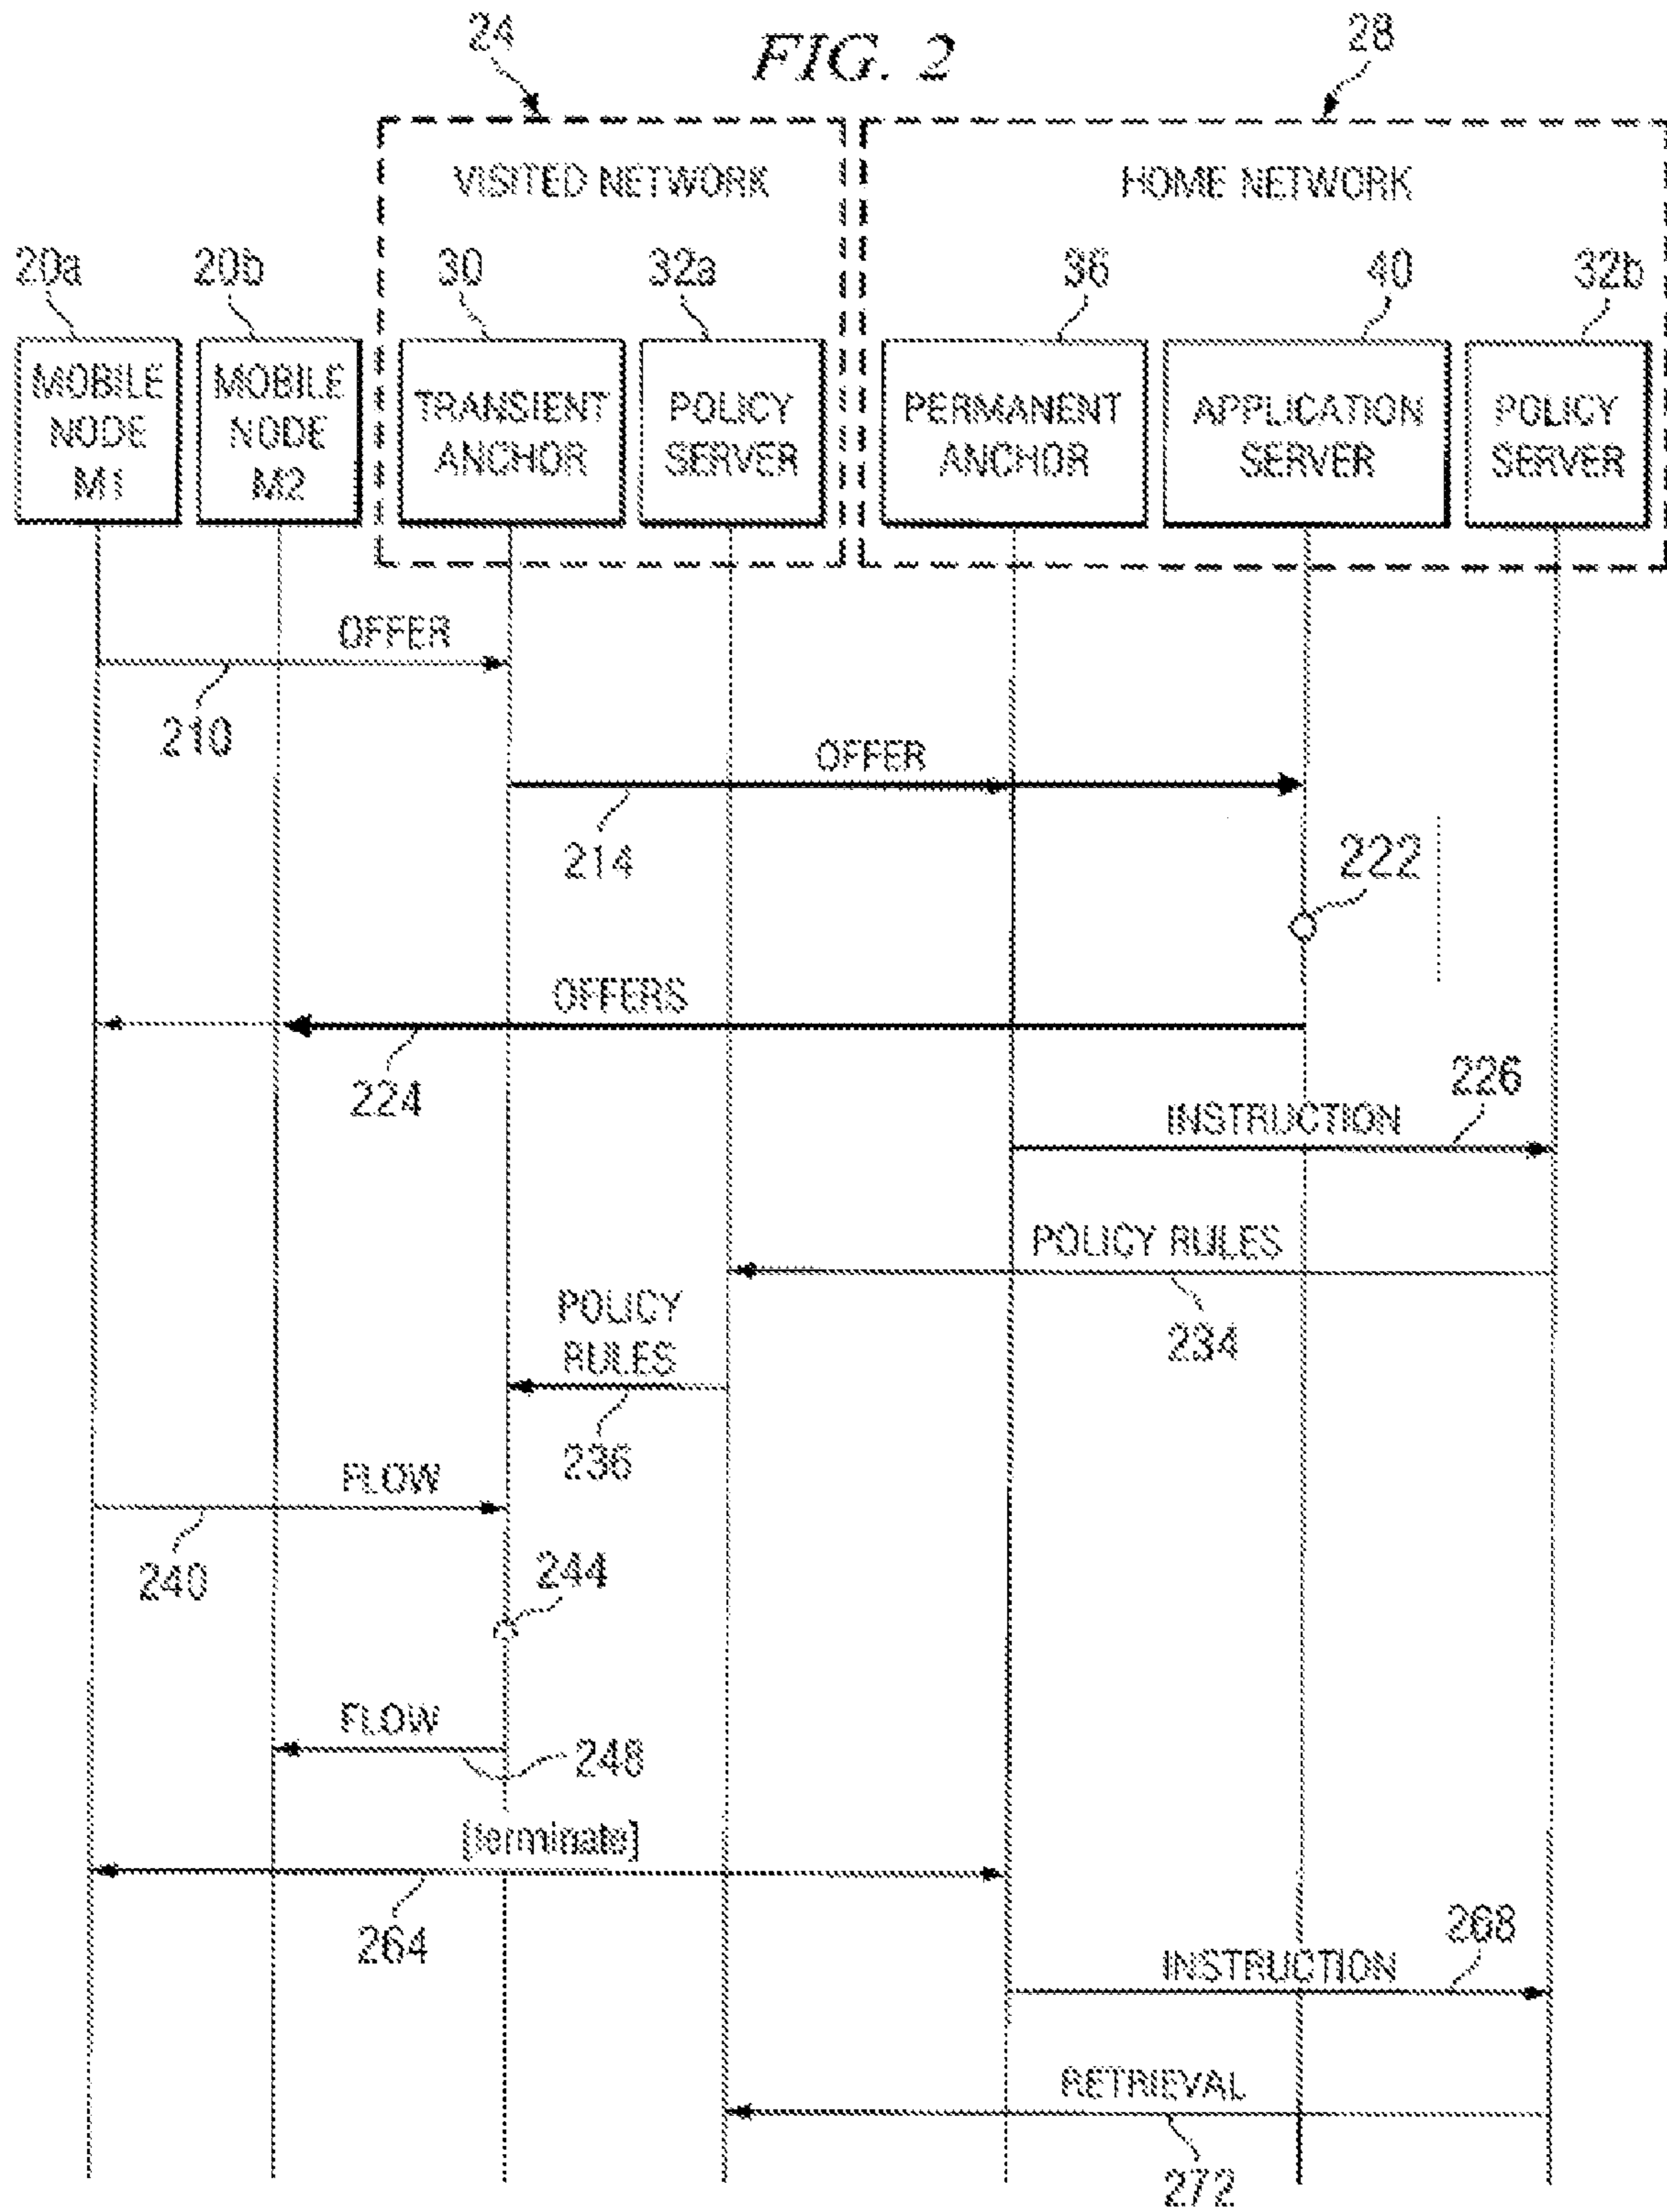 24
FIG. 2
28
VISITED NETWORK
HOME NETWORK
20a
20b
30
32a
36
40
32b
MOBILE
NODE
M1
MOBILE
NODE
M2
TRANSIENT
ANCHOR
POLICY
SERVER
PERMANENT
ANCHOR
APPLICATION
SERVER
POLICY
SERVER
OFFER
210
OFFER
214
222
OFFERS
224
226
INSTRUCTION
POLICY RULES
234
POLICY
RULES
236
FLOW
240
244
FLOW
248
[terminate]
264
268
INSTRUCTION
RETRIEVAL
272